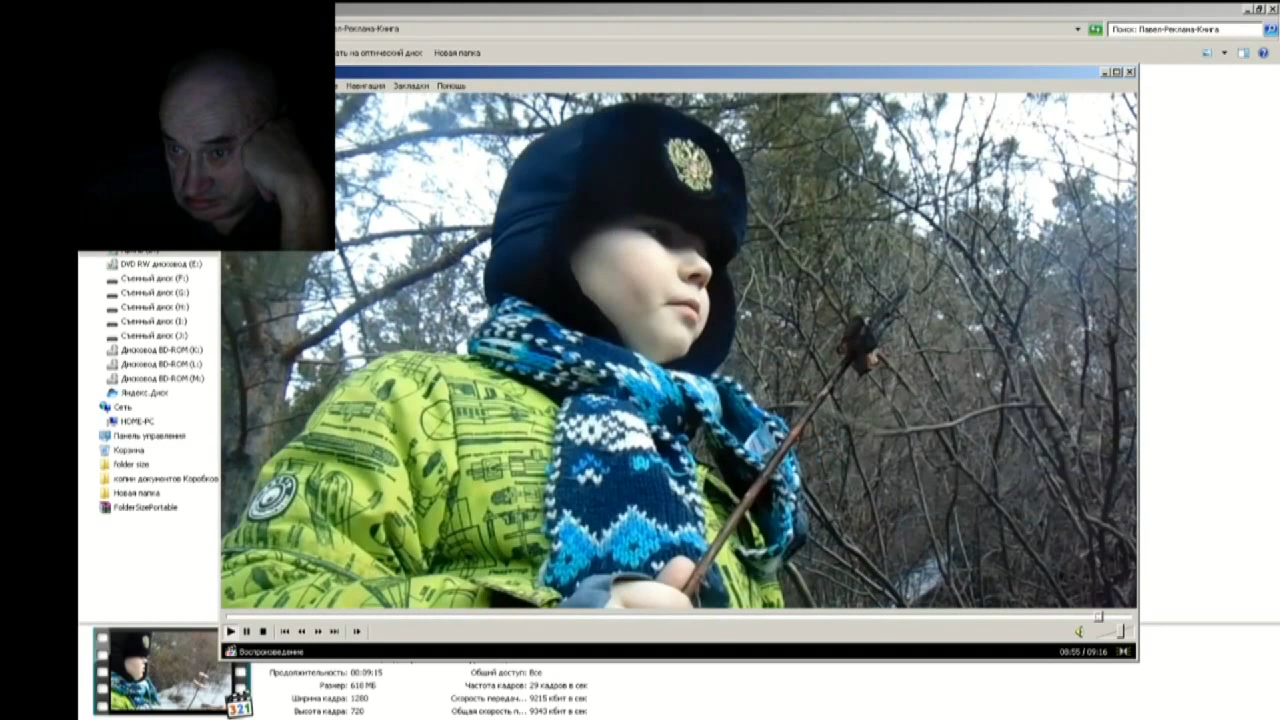 л-Реклама-Книга
Поиск: Павел-Реклама-Книга
ать на оптический диск Новая папка
Навигация Закладки Помощь
DVD RW дисковод (E:)
Съемный диск (F:)
Съемный диск (G:)
Съемный диск (H:)
Съемный диск (I:)
Съемный диск (J:)
Дисковод BD-ROM (K:)
Дисковод BD-ROM (L:)
Дисковод BD-ROM (M:)
Яндекс.Диск
Сеть
HOME-PC
Панель управления
Корзина
folder size
копии документов Коробков
Новая папка
FolderSizePortable
Воспроизведение
08:55 / 09:16
Продолжительность: 00:09:15
Общий доступ: Все
Размер: 618 МБ
Частота кадров: 29 кадров в сек
Ширина кадра: 1280
Скорость передач... 9215 кбит в сек
Высота кадра: 720
Общая скорость п... 9343 кбит в сек
321